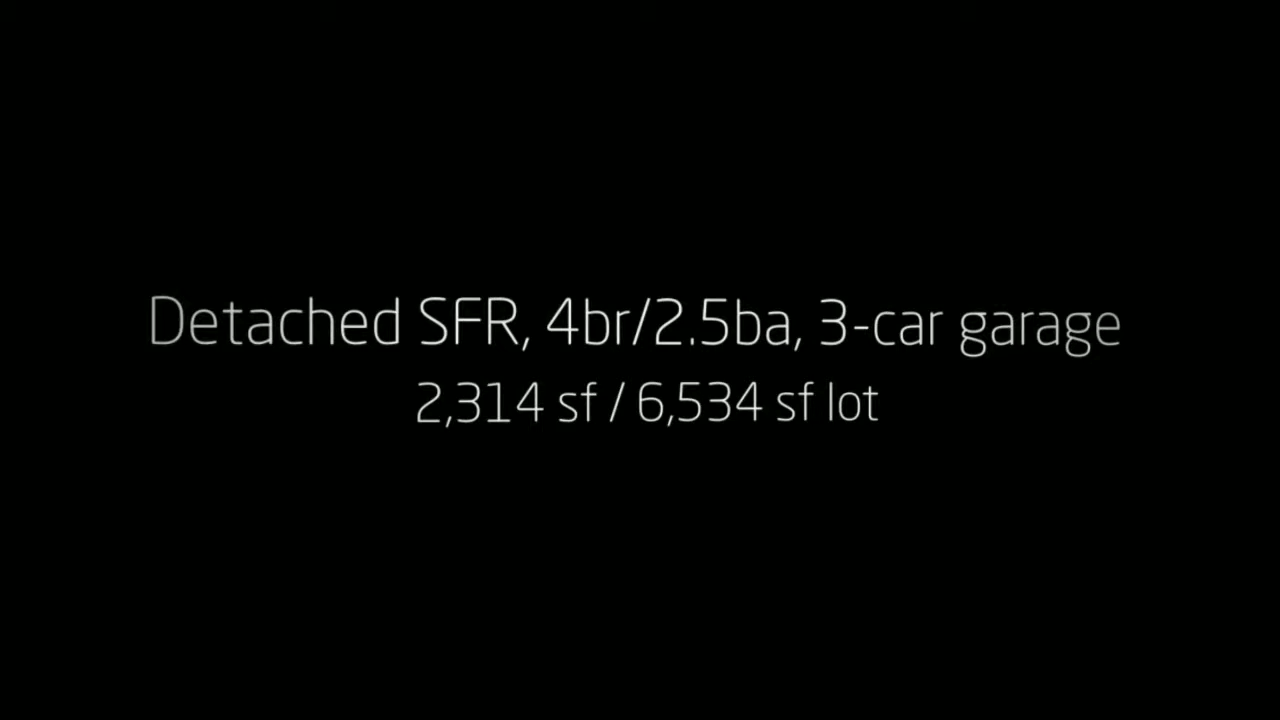 Detached SFR, 4br/2.5ba, 3-car garage
2,314 sf / 6,534 sf lot